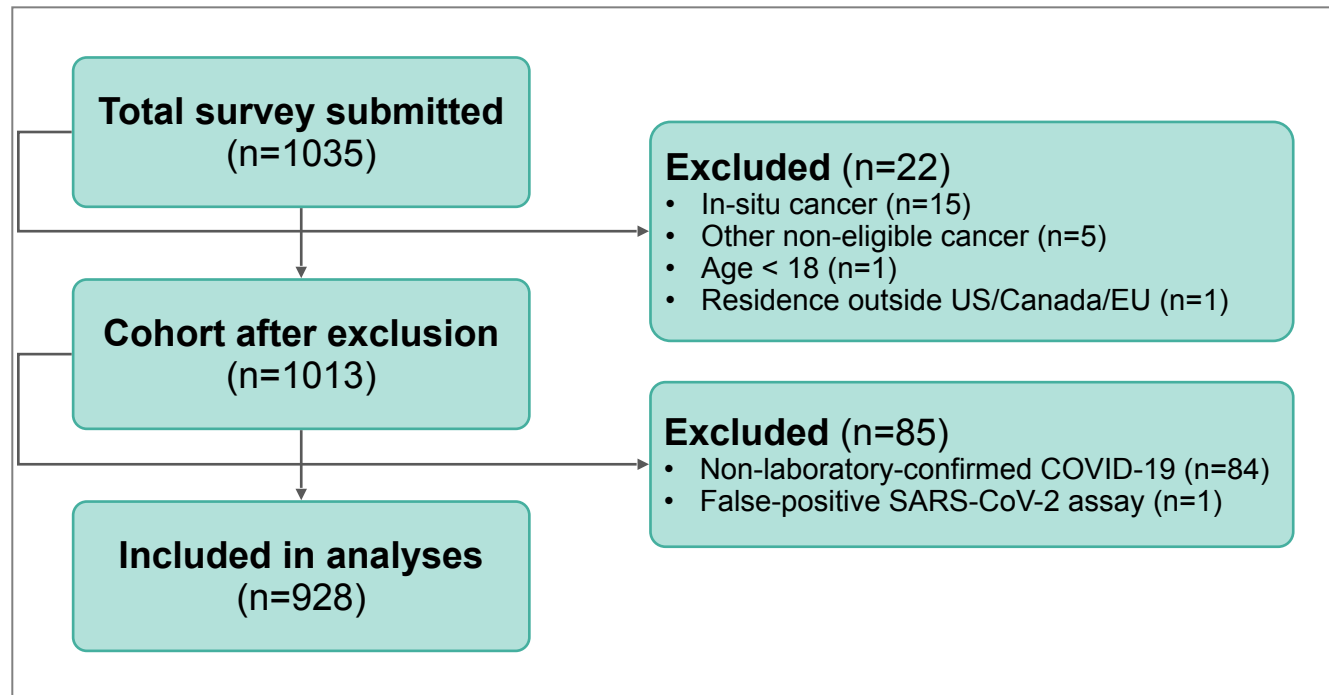 Total survey submitted
(n=1035)
Excluded (n=22)
• In-situ cancer (n=15)
• Other non-eligible cancer (n=5)
• Age < 18 (n=1)
• Residence outside US/Canada/EU (n=1)
Cohort after exclusion
(n=1013)
Excluded (n=85)
• Non-laboratory-confirmed COVID-19 (n=84)
• False-positive SARS-CoV-2 assay (n=1)
Included in analyses
(n=928)